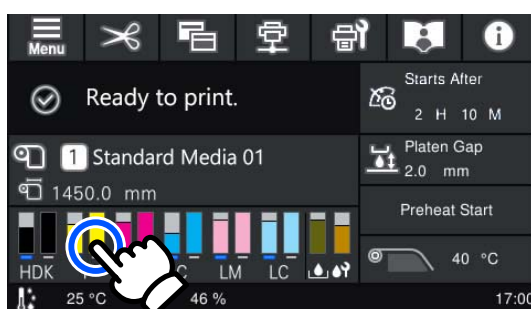 Menu
Ready to print.
Starts After
2 H 10 M
1 Standard Media 01
1450.0 mm
Platen Gap
2.0 mm
Preheat Start
HDK LM LC
40 °C
25 °C 46 % 17:00